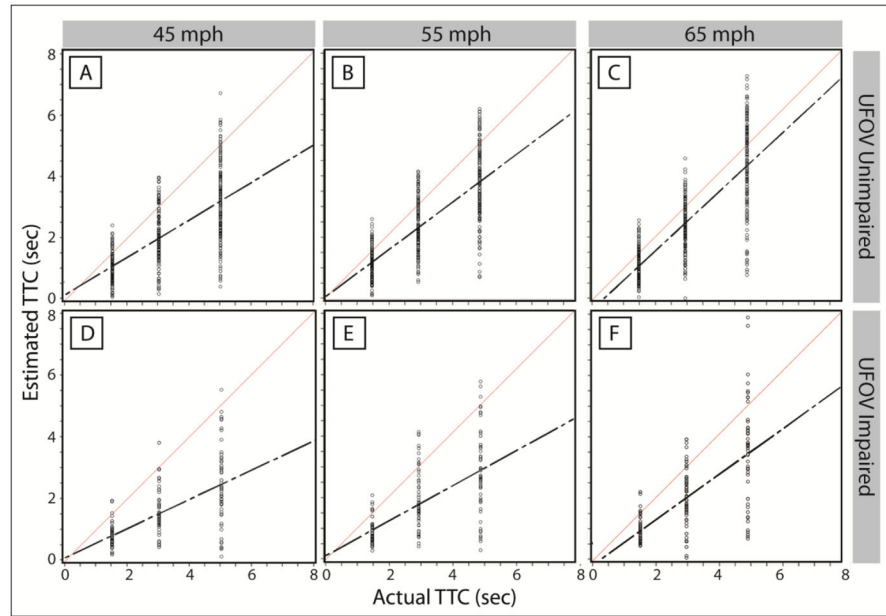 45 mph 55 mph 65 mph
A B C
8
6
4
2
0
UFOV Unimpaired
D E F
8
6
4
2
0
UFOV Impaired
Estimated TTC (sec)
0 2 4 6 8 0 2 4 6 8 0 2 4 6 8
Actual TTC (sec)